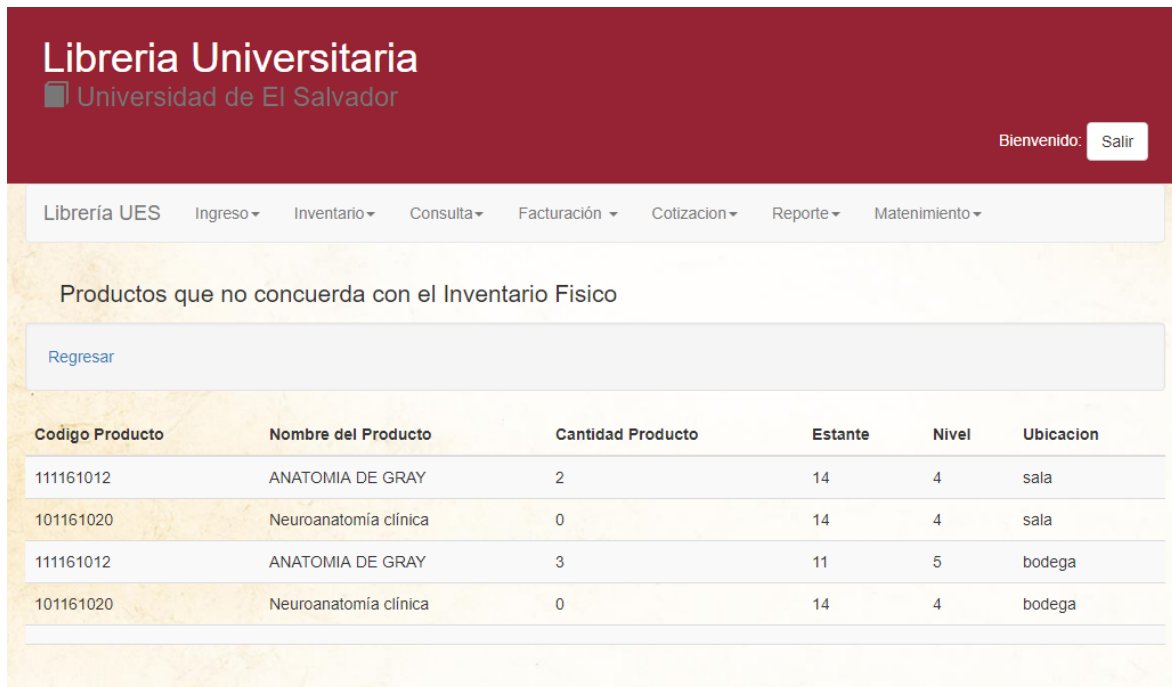 Libreria Universitaria
Universidad de El Salvador
Bienvenido: Salir
Librería UES Ingreso Inventario Consulta Facturación Cotizacion Reporte Matenimiento
Productos que no concuerda con el Inventario Fisico
Regresar
Codigo Producto Nombre del Producto Cantidad Producto Estante Nivel Ubicacion
111161012 ANATOMIA DE GRAY 2 14 4 sala
101161020 Neuroanatomía clínica 0 14 4 sala
111161012 ANATOMIA DE GRAY 3 11 5 bodega
101161020 Neuroanatomía clínica 0 14 4 bodega